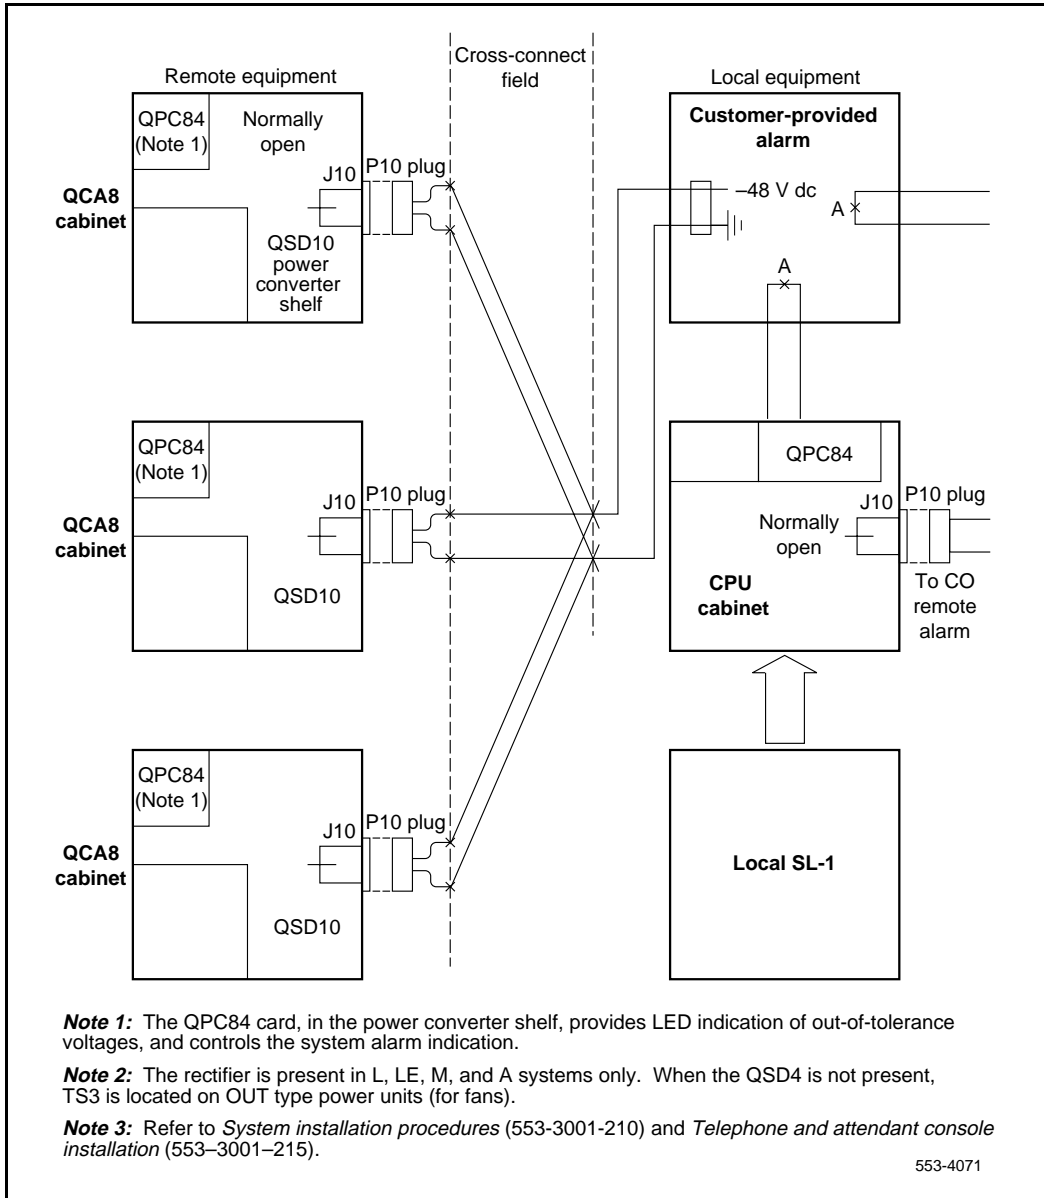 Cross-connect
field
Remote equipment
Local equipment
QPC84
(Note 1)
Normally
open
J10
P10 plug
QCA8
cabinet
QSD10
power
converter
shelf
Customer-provided
alarm
–48 V dc
A
A
QPC84
(Note 1)
J10
P10 plug
QCA8
cabinet
QSD10
QPC84
J10
P10 plug
Normally
open
CPU
cabinet
To CO
remote
alarm
QPC84
(Note 1)
J10
P10 plug
QCA8
cabinet
QSD10
Local SL-1
Note 1: The QPC84 card, in the power converter shelf, provides LED indication of out-of-tolerance
voltages, and controls the system alarm indication.
Note 2: The rectifier is present in L, LE, M, and A systems only. When the QSD4 is not present,
TS3 is located on OUT type power units (for fans).
Note 3: Refer to System installation procedures (553-3001-210) and Telephone and attendant console
installation (553–3001–215).
553-4071